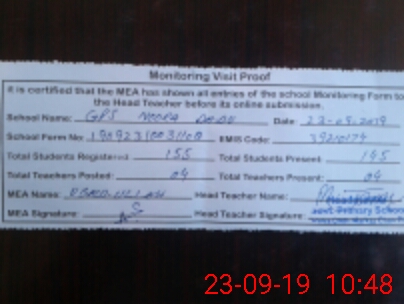 Monitoring Visit Proof
It is certified that the MEA has shown all entries of the school Monitoring Form to
the Head Teacher before its online submission.
School Name: GPS Date: 23-09-2019
School Form No: EMIS Code:
Total Students Registered: 155 Total Students Present: 145
Total Teachers Posted: 04 Total Teachers Present: 04
MEA Name: Head Teacher Name:
MEA Signature: Head Teacher Signature: Primary School
23-09-19 10:48